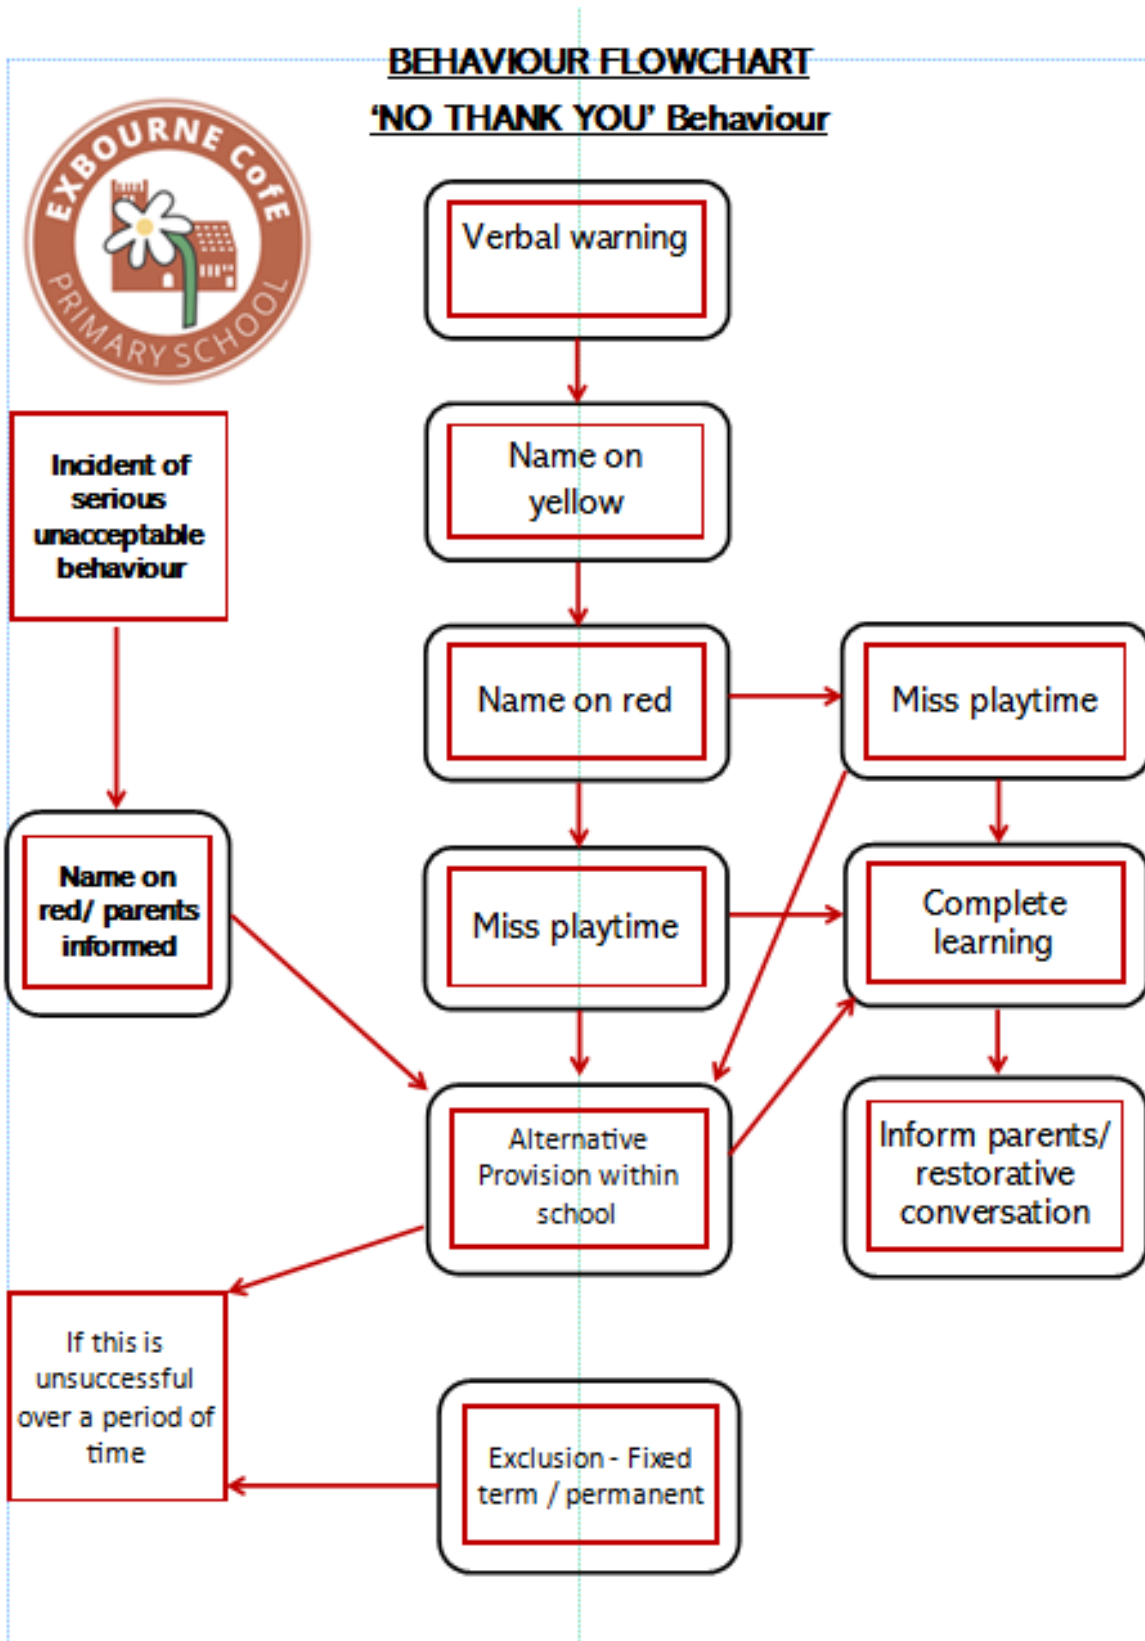 BEHAVIOUR FLOWCHART
‘NO THANK YOU’ Behaviour
EXBOURNE CofE
PRIMARY SCHOOL
Verbal warning
Name on
yellow
Incident of
serious
unacceptable
behaviour
Name on red
Miss playtime
Name on
red/ parents
informed
Miss playtime
Complete
learning
Alternative
Provision within
school
Inform parents/
restorative
conversation
If this is
unsuccessful
over a period of
time
Exclusion - Fixed
term / permanent